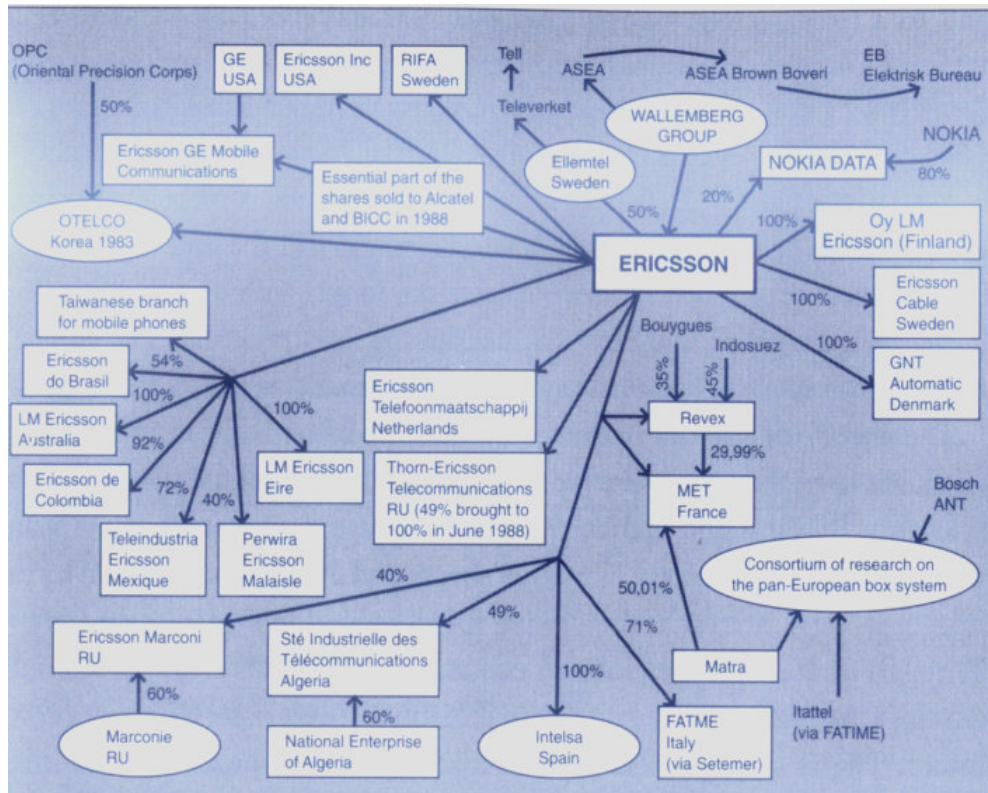 OPC
(Oriental Precision Corps)
50%
GE
USA
Ericsson Inc
USA
RIFA
Sweden
Tell
ASEA
ASEA Brown Boveri
EB
Elektrisk Bureau
Televerket
WALLEMBERG
GROUP
NOKIA
Ericsson GE Mobile
Communications
Essential part of the
shares sold to Alcatel
and BICC in 1988
Ellemtel
Sweden
NOKIA DATA
80%
50%
20%
OTELCO
Korea 1983
ERICSSON
100%
Oy LM
Ericsson (Finland)
100%
Ericsson
Cable
Sweden
100%
GNT
Automatic
Denmark
Taiwanese branch
for mobile phones
Ericsson
do Brasil
54%
100%
LM Ericsson
Australia
92%
Ericsson de
Colombia
72%
Teleindustria
Ericsson
Mexique
40%
Perwira
Ericsson
Malaisle
100%
LM Ericsson
Eire
Ericsson
Telefoonmaatschappij
Netherlands
Thorn-Ericsson
Telecommunications
RU (49% brought to
100% in June 1988)
Bouygues
Indosuez
35%
45%
Revex
29,99%
MET
France
Bosch
ANT
Consortium of research on
the pan-European box system
50,01%
Matra
Itattel
(via FATIME)
40%
Ericsson Marconi
RU
60%
Marconie
RU
49%
Sté Industrielle des
Télécommunications
Algeria
60%
National Enterprise
of Algeria
100%
Intelsa
Spain
71%
FATME
Italy
(via Setemer)